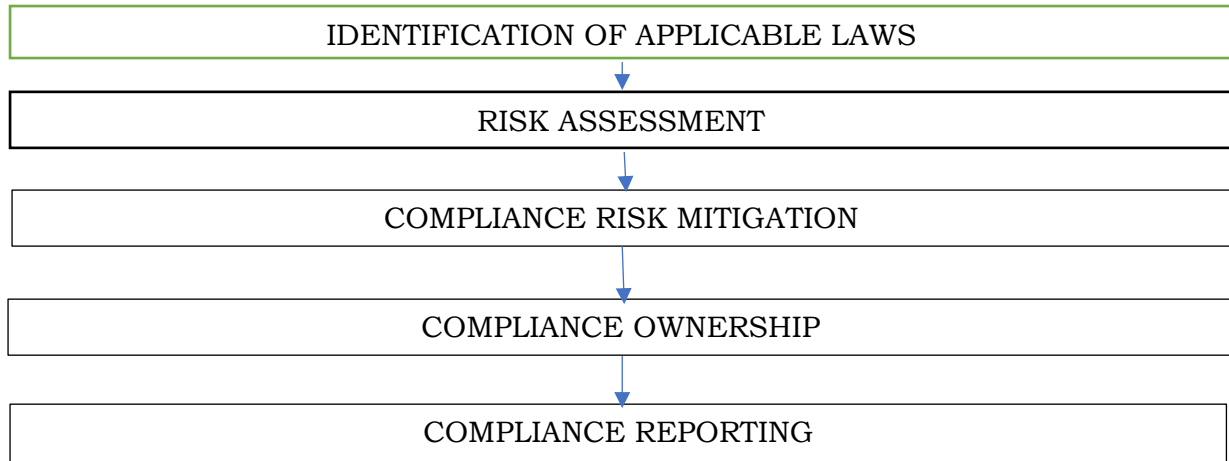 IDENTIFICATION OF APPLICABLE LAWS
RISK ASSESSMENT
COMPLIANCE RISK MITIGATION
COMPLIANCE OWNERSHIP
COMPLIANCE REPORTING